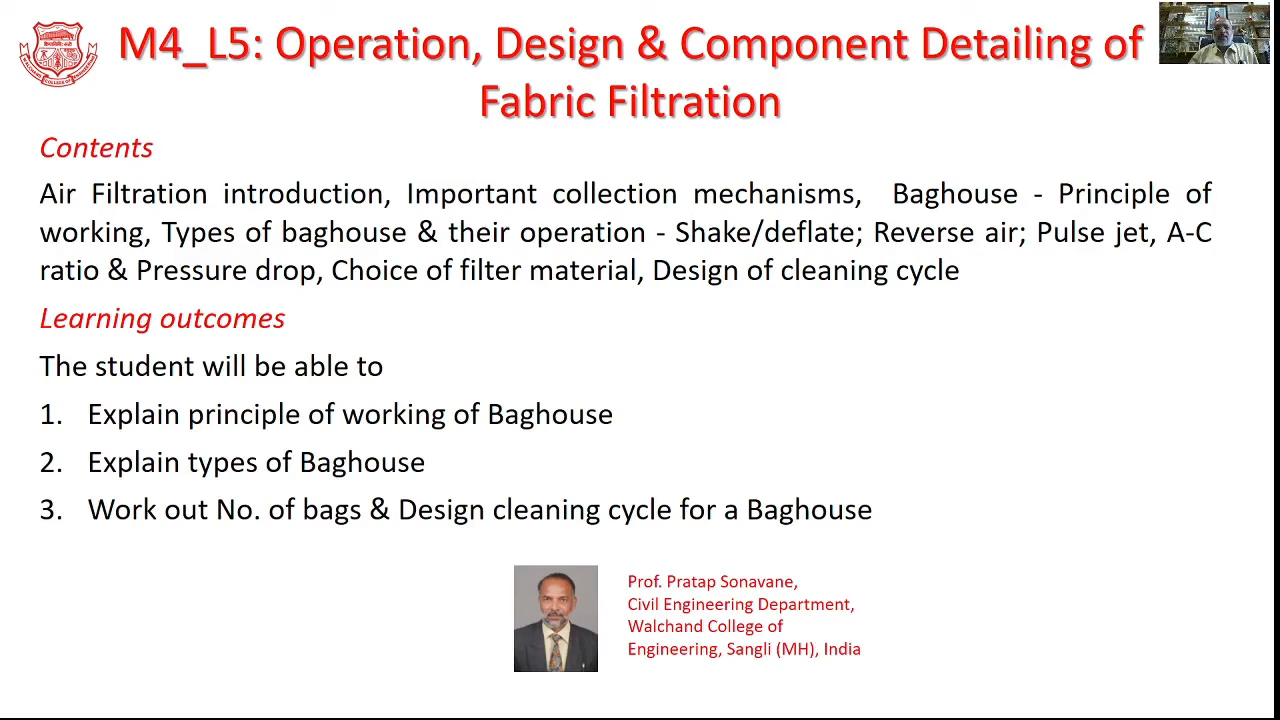 M4_L5: Operation, Design & Component Detailing of
Fabric Filtration
Contents
Air Filtration introduction, Important collection mechanisms, Baghouse - Principle of
working, Types of baghouse & their operation - Shake/deflate; Reverse air; Pulse jet, A-C
ratio & Pressure drop, Choice of filter material, Design of cleaning cycle
Learning outcomes
The student will be able to
1. Explain principle of working of Baghouse
2. Explain types of Baghouse
3. Work out No. of bags & Design cleaning cycle for a Baghouse
Prof. Pratap Sonavane,
Civil Engineering Department,
Walchand College of
Engineering, Sangli (MH), India